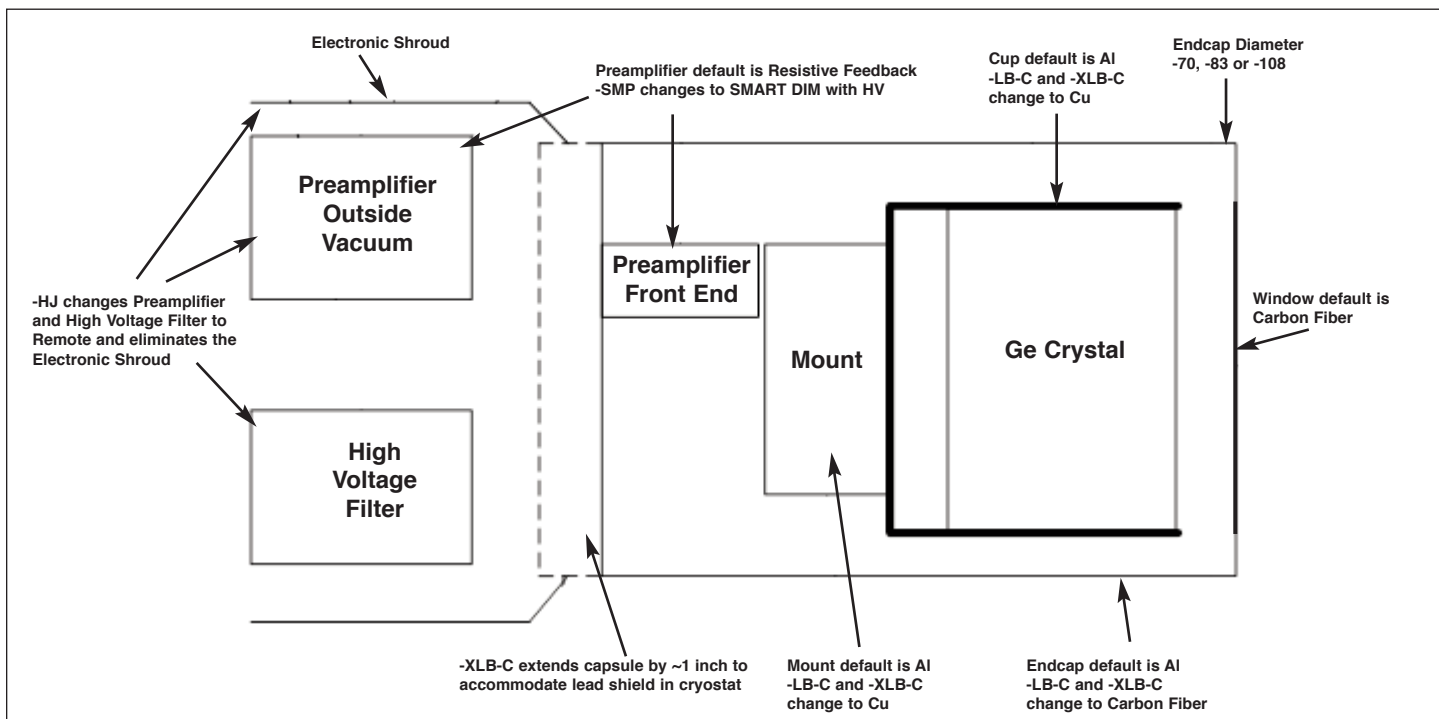 Electronic Shroud
Preamplifier default is Resistive Feedback
-SMP changes to SMART DIM with HV
Cup default is Al
-LB-C and -XLB-C
change to Cu
Endcap Diameter
-70, -83 or -108
Preamplifier
Outside
Vacuum
Preamplifier
Front End
Mount
Ge Crystal
Window default is
Carbon Fiber
-HJ changes Preamplifier
and High Voltage Filter to
Remote and eliminates the
Electronic Shroud
High
Voltage
Filter
-XLB-C extends capsule by ~1 inch to
accommodate lead shield in cryostat
Mount default is Al
-LB-C and -XLB-C
change to Cu
Endcap default is Al
-LB-C and -XLB-C
change to Carbon Fiber